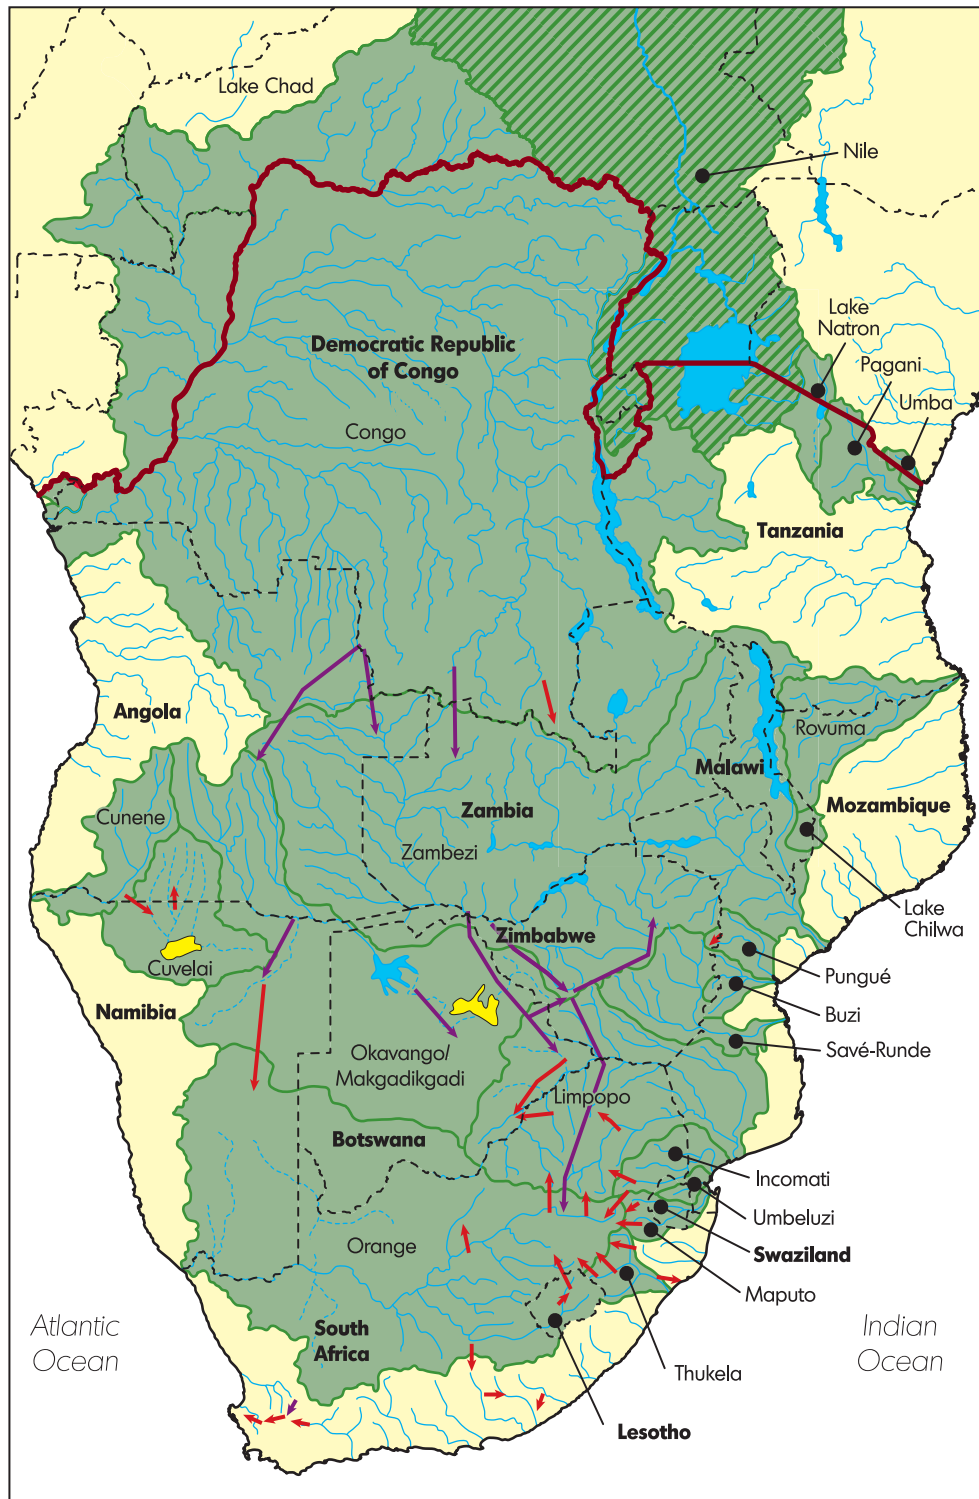 Lake Chad
Nile
Lake
Natron
Pagani
Umba
Democratic Republic
of Congo
Congo
Tanzania
Angola
Rovuma
Malawi
Mozambique
Zambia
Cunene
Zambezi
Lake
Chilwa
Zimbabwe
Cuvelai
Pungué
Namibia
Buzi
Savé-Runde
Okavango/
Makgadikgadi
Limpopo
Botswana
Incomati
Umbeluzi
Orange
Swaziland
Maputo
Atlantic
Ocean
South
Africa
Indian
Ocean
Thukela
Lesotho